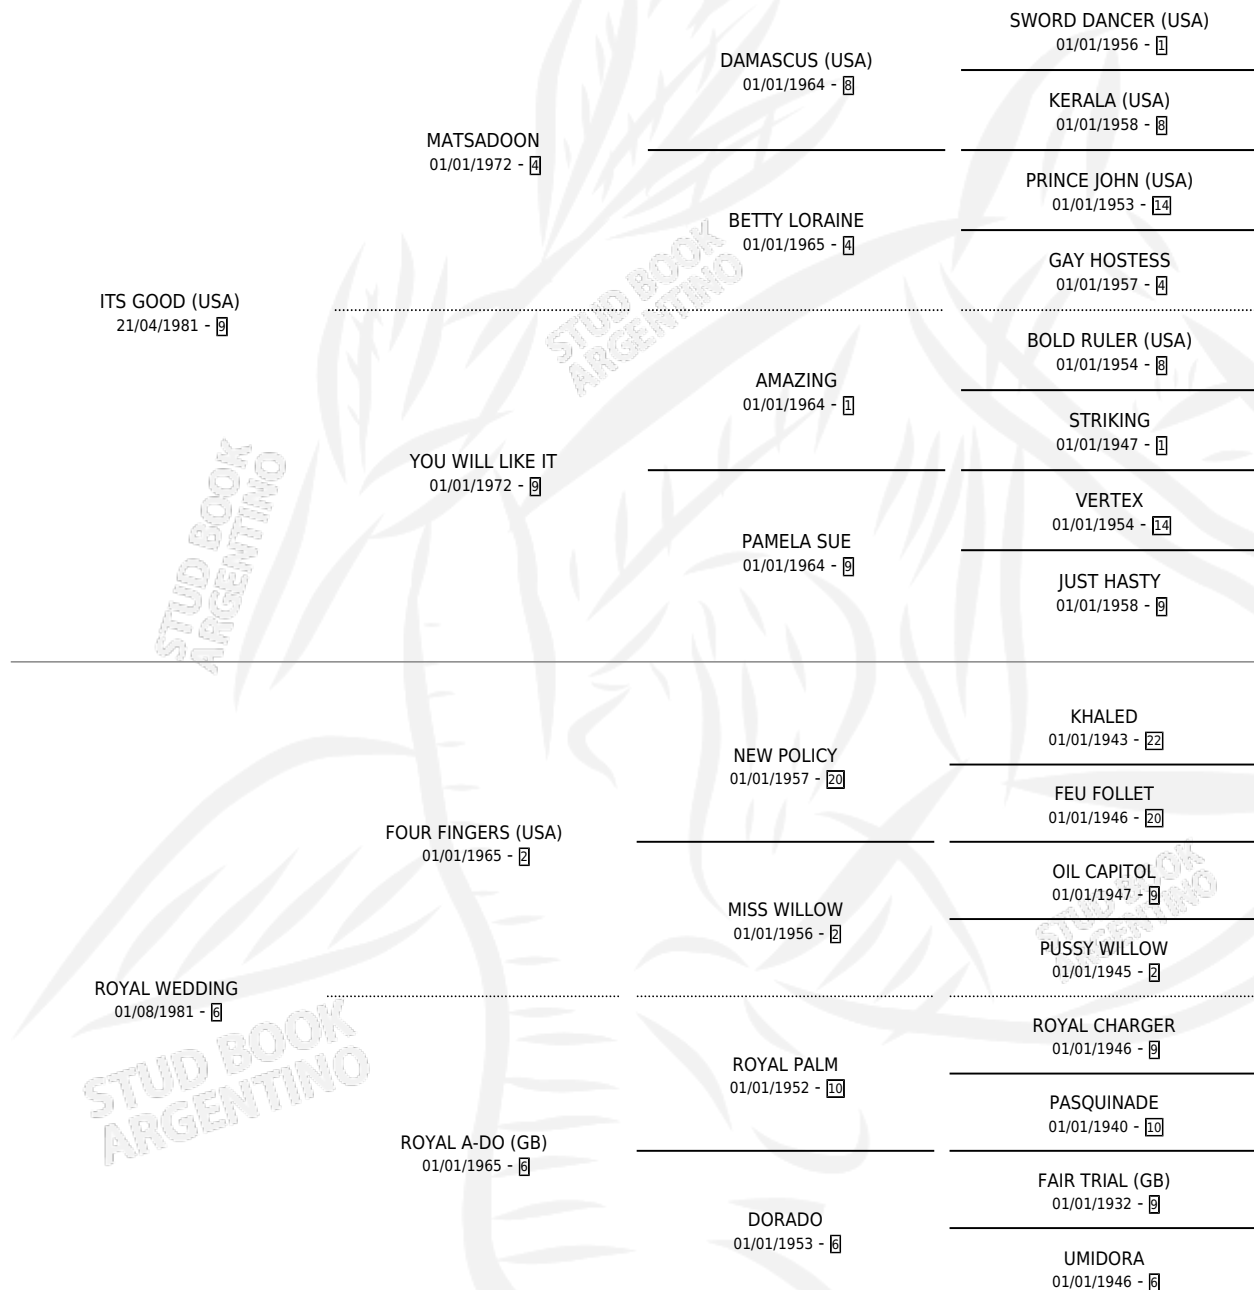 SWORD DANCER (USA)
01/01/1956 - 1
DAMASCUS (USA)
01/01/1964 - 8
KERALA (USA)
01/01/1958 - 8
MATSADOON
01/01/1972 - 4
PRINCE JOHN (USA)
01/01/1953 - 14
BETTY LORAINE
01/01/1965 - 4
GAY HOSTESS
01/01/1957 - 4
ITS GOOD (USA)
21/04/1981 - 9
BOLD RULER (USA)
01/01/1954 - 8
AMAZING
01/01/1964 - 1
STRIKING
01/01/1947 - 1
YOU WILL LIKE IT
01/01/1972 - 9
VERTEX
01/01/1954 - 14
PAMELA SUE
01/01/1964 - 9
JUST HASTY
01/01/1958 - 9
KHALED
01/01/1943 - 22
NEW POLICY
01/01/1957 - 20
FEU FOLLET
01/01/1946 - 20
FOUR FINGERS (USA)
01/01/1965 - 2
OIL CAPITOL
01/01/1947 - 9
MISS WILLOW
01/01/1956 - 2
PUSSY WILLOW
01/01/1945 - 2
ROYAL WEDDING
01/08/1981 - 6
ROYAL CHARGER
01/01/1946 - 9
ROYAL PALM
01/01/1952 - 10
PASQUINADE
01/01/1940 - 10
ROYAL A-DO (GB)
01/01/1965 - 6
FAIR TRIAL (GB)
01/01/1932 - 9
DORADO
01/01/1953 - 6
UMIDORA
01/01/1946 - 6
STUD BOOK
ARGENTINO
STUD BOOK
ARGENTINO
STUD BOOK
ARGENTINO
STUD BOOK
ARGENTINO